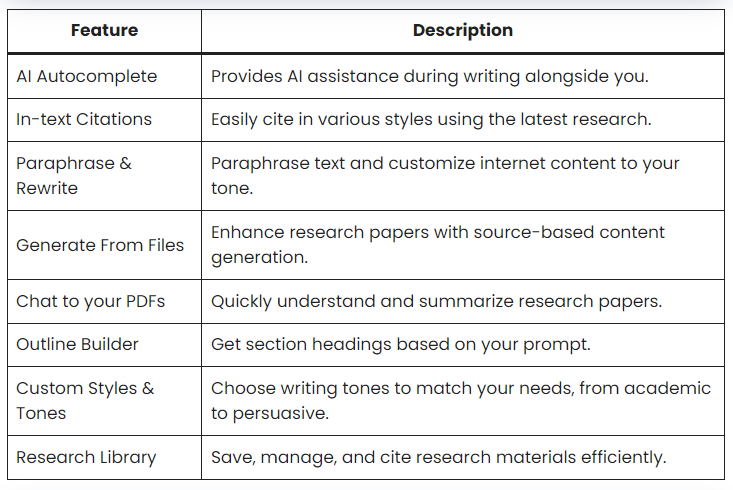 Feature Description
AI Autocomplete Provides AI assistance during writing alongside you.
In-text Citations Easily cite in various styles using the latest research.
Paraphrase & Paraphrase text and customize internet content to your
Rewrite tone.
Generate From Files Enhance research papers with source-based content
generation.
Chat to your PDFs Quickly understand and summarize research papers.
Outline Builder Get section headings based on your prompt.
Custom Styles & Choose writing tones to match your needs, from academic
Tones to persuasive.
Research Library Save, manage, and cite research materials efficiently.